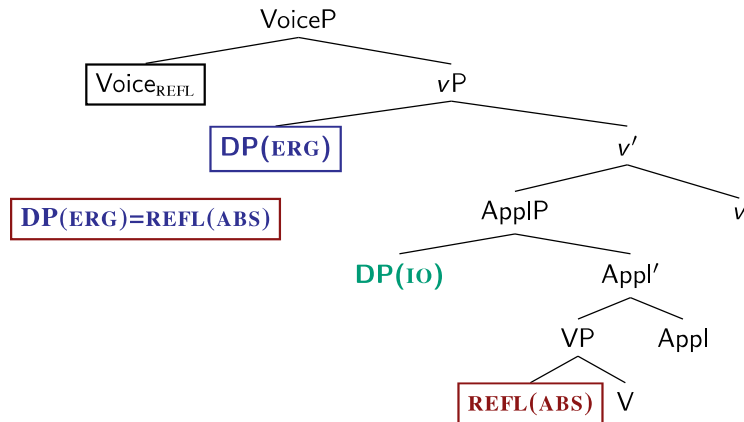 VoiceP
Voice_REFL vP
DP(ERG) v′
DP(ERG)=REFL(ABS) ApplP v
DP(IO) Appl′
VP Appl
REFL(ABS) V